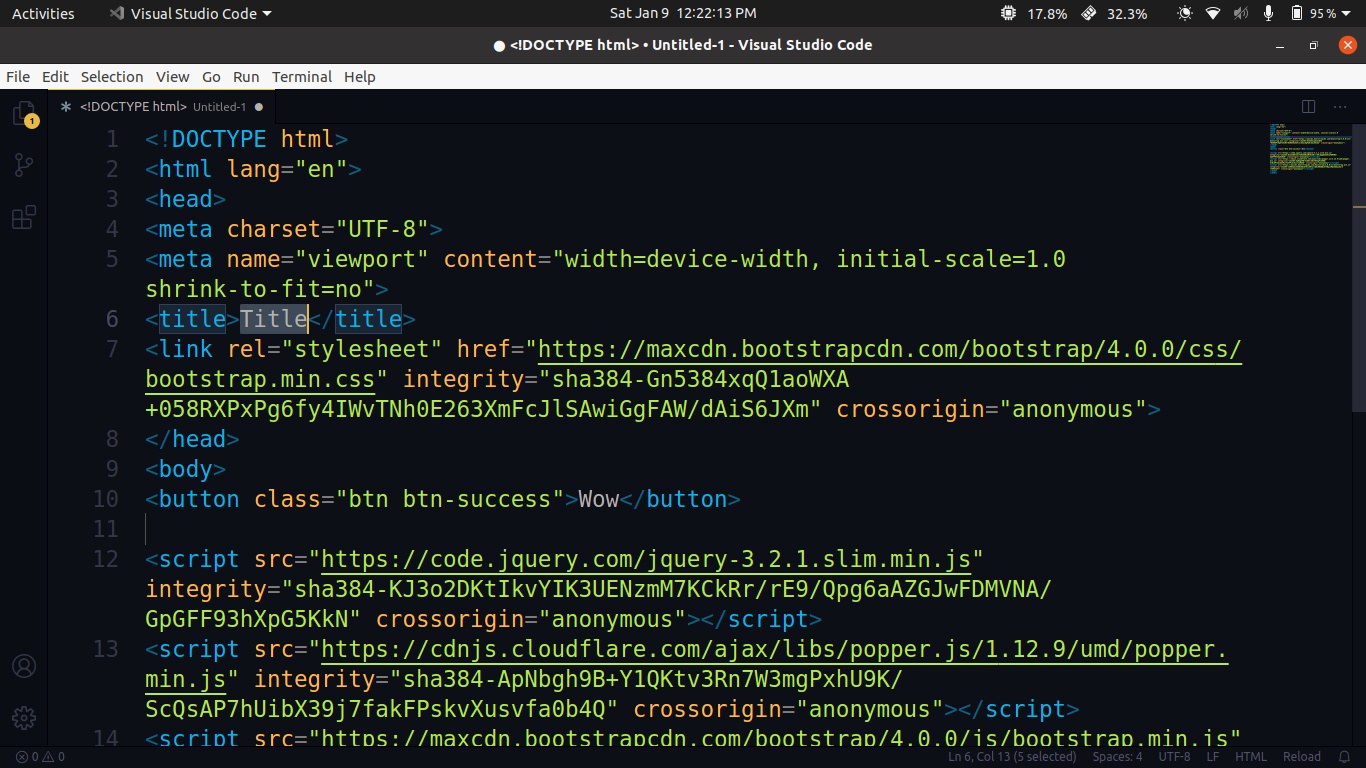 Activities Visual Studio Code Sat Jan 9 12:22:13 PM 17.8% 32.3% 95 %
● <!DOCTYPE html> • Untitled-1 - Visual Studio Code
File Edit Selection View Go Run Terminal Help
<!DOCTYPE html> Untitled-1 ●
1
1 <!DOCTYPE html>
2 <html lang="en">
3 <head>
4 <meta charset="UTF-8">
5 <meta name="viewport" content="width=device-width, initial-scale=1.0
shrink-to-fit=no">
6 <title>Title</title>
7 <link rel="stylesheet" href="https://maxcdn.bootstrapcdn.com/bootstrap/4.0.0/css/
bootstrap.min.css" integrity="sha384-Gn5384xqQ1aoWXA
+058RXPxPg6fy4IWvTNh0E263XmFcJlSAwiGgFAW/dAiS6JXm" crossorigin="anonymous">
8 </head>
9 <body>
10 <button class="btn btn-success">Wow</button>
11
12 <script src="https://code.jquery.com/jquery-3.2.1.slim.min.js"
integrity="sha384-KJ3o2DKtIkvYIK3UENzmM7KCkRr/rE9/Qpg6aAZGJwFDMVNA/
GpGFF93hXpG5KkN" crossorigin="anonymous"></script>
13 <script src="https://cdnjs.cloudflare.com/ajax/libs/popper.js/1.12.9/umd/popper.
min.js" integrity="sha384-ApNbgh9B+Y1QKtv3Rn7W3mgPxhU9K/
ScQsAP7hUibX39j7fakFPskvXusvfa0b4Q" crossorigin="anonymous"></script>
14 <script src="https://maxcdn.bootstrapcdn.com/bootstrap/4.0.0/js/bootstrap.min.js"
0 0 Ln 6, Col 13 (5 selected) Spaces: 4 UTF-8 LF HTML Reload